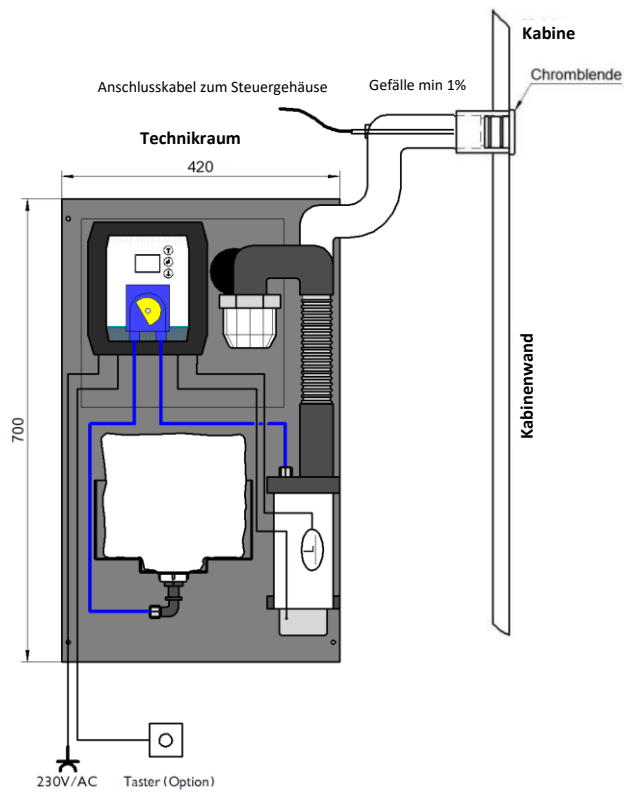 Kabine
Chromblende
Anschlusskabel zum Steuergehäuse
Gefälle min 1%
Technikraum
420
700
Kabinenwand
L
230V/AC
Taster (Option)